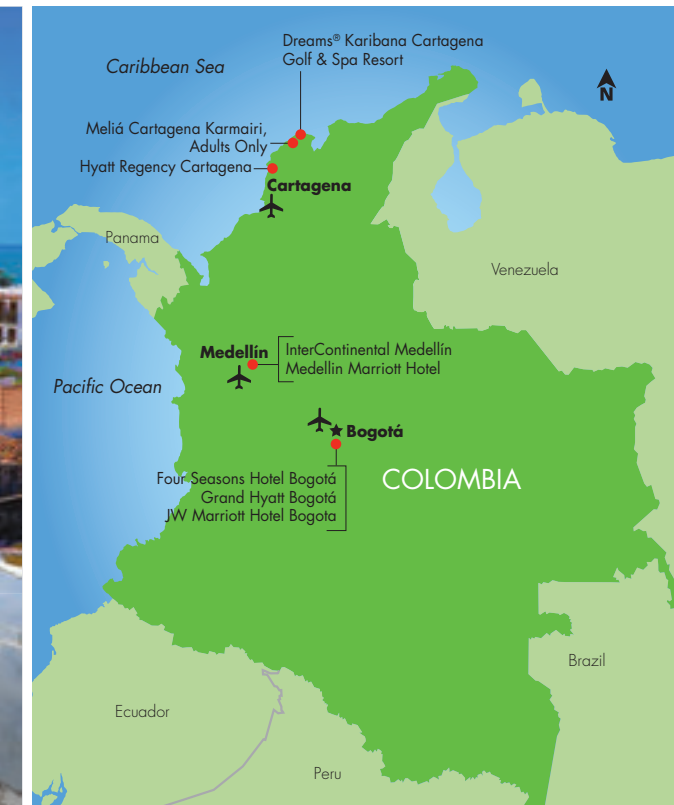 Dreams® Karibana Cartagena
Golf & Spa Resort
Caribbean Sea
N
Meliá Cartagena Karmairi,
Adults Only
Hyatt Regency Cartagena
Cartagena
Panama
Venezuela
Medellín
InterContinental Medellín
Medellin Marriott Hotel
Pacific Ocean
Bogotá
Four Seasons Hotel Bogotá
Grand Hyatt Bogotá
JW Marriott Hotel Bogota
COLOMBIA
Brazil
Ecuador
Peru